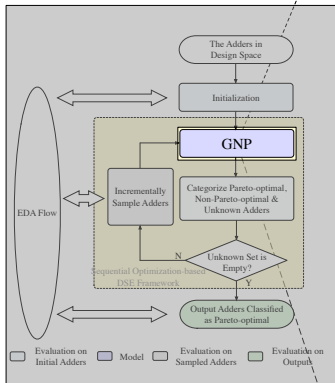 The Adders in
Design Space
Initialization
GNP
EDA Flow
Incrementally
Sample Adders
Categorize Pareto-optimal,
Non-Pareto-optimal &
Unknown Adders
N
Unknown Set is
Empty?
Sequential Optimization-based
DSE Framework
Y
Output Adders Classified
as Pareto-optimal
Evaluation on
Initial Adders
Model
Evaluation on
Sampled Adders
Evaluation on
Outputs